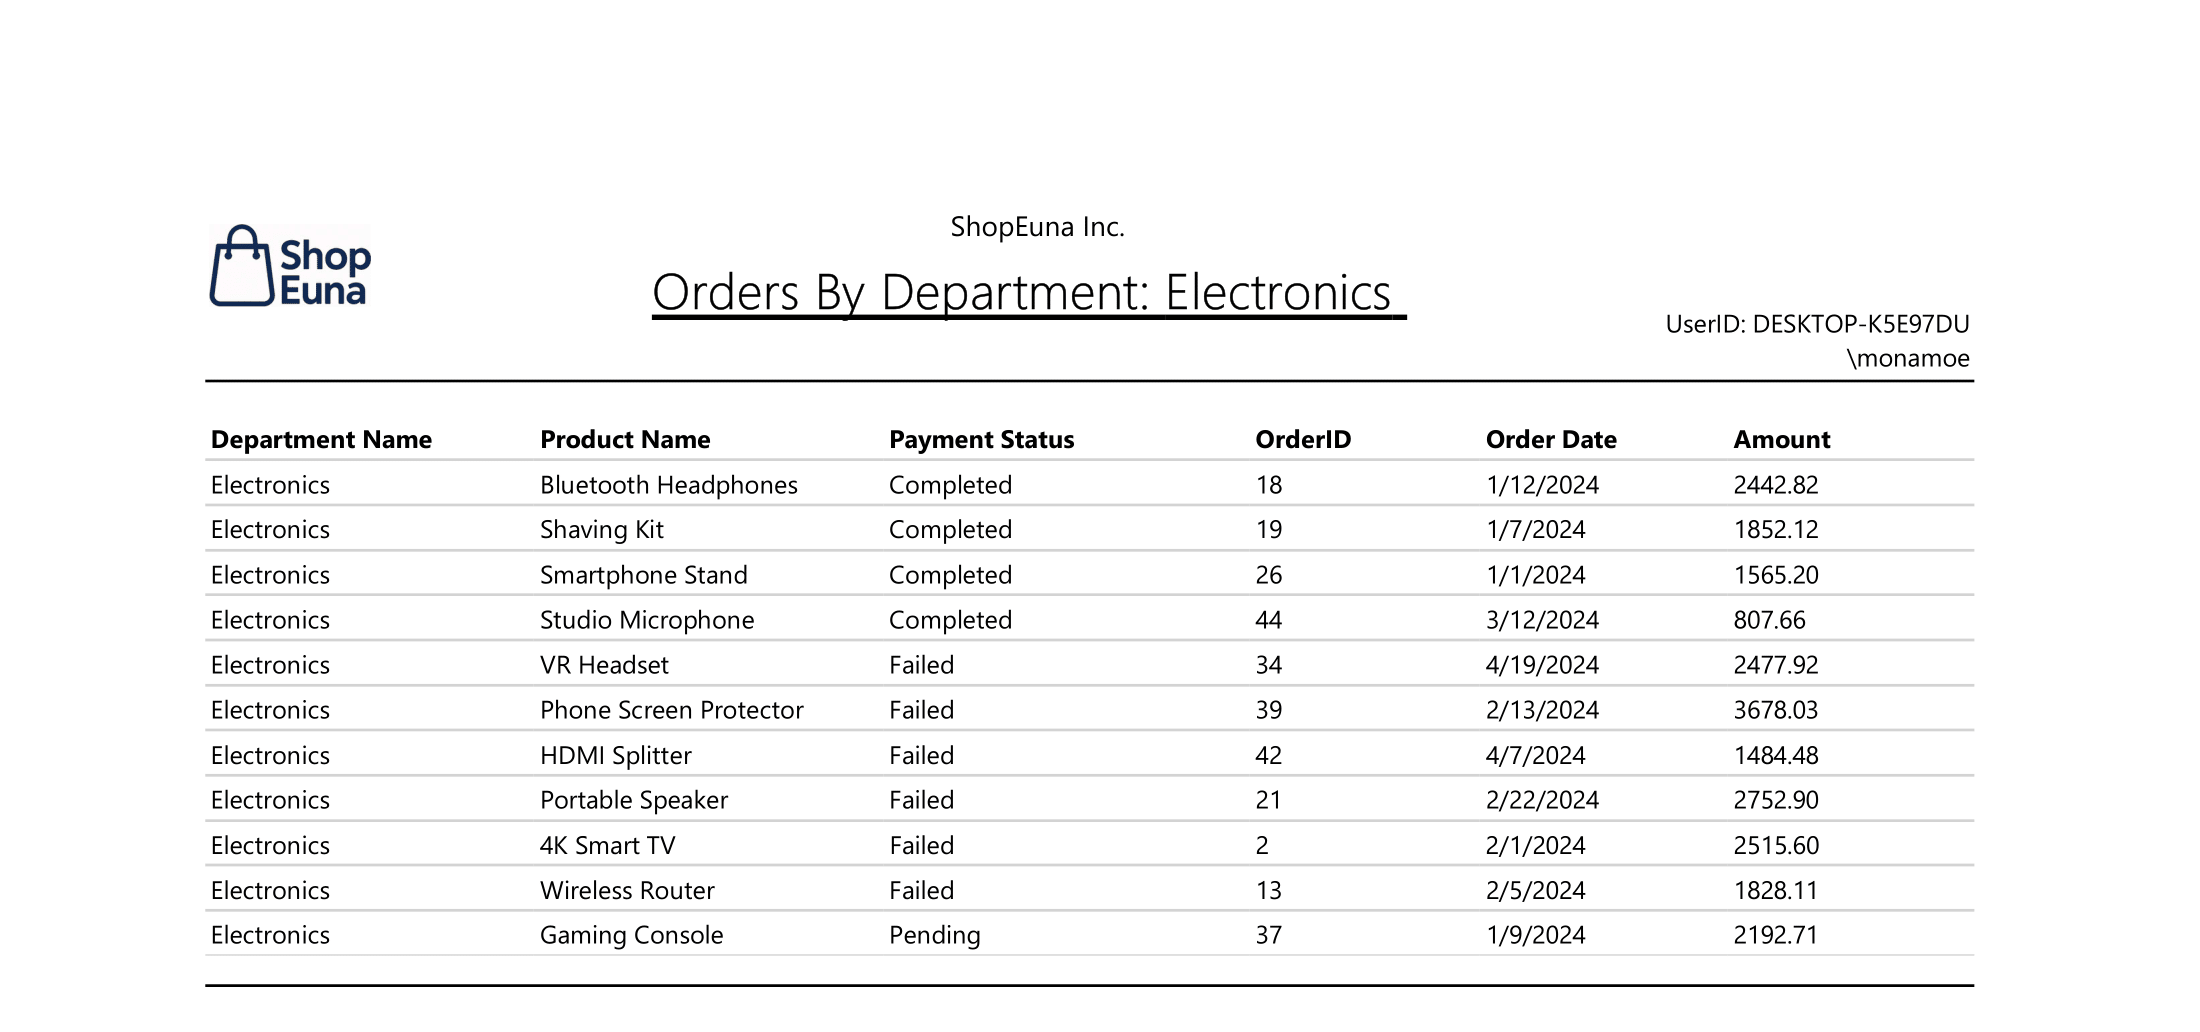 Shop
Euna
ShopEuna Inc.
Orders By Department: Electronics
UserID: DESKTOP-K5E97DU
\monamoe
Department Name Product Name Payment Status OrderID Order Date Amount
Electronics Bluetooth Headphones Completed 18 1/12/2024 2442.82
Electronics Shaving Kit Completed 19 1/7/2024 1852.12
Electronics Smartphone Stand Completed 26 1/1/2024 1565.20
Electronics Studio Microphone Completed 44 3/12/2024 807.66
Electronics VR Headset Failed 34 4/19/2024 2477.92
Electronics Phone Screen Protector Failed 39 2/13/2024 3678.03
Electronics HDMI Splitter Failed 42 4/7/2024 1484.48
Electronics Portable Speaker Failed 21 2/22/2024 2752.90
Electronics 4K Smart TV Failed 2 2/1/2024 2515.60
Electronics Wireless Router Failed 13 2/5/2024 1828.11
Electronics Gaming Console Pending 37 1/9/2024 2192.71